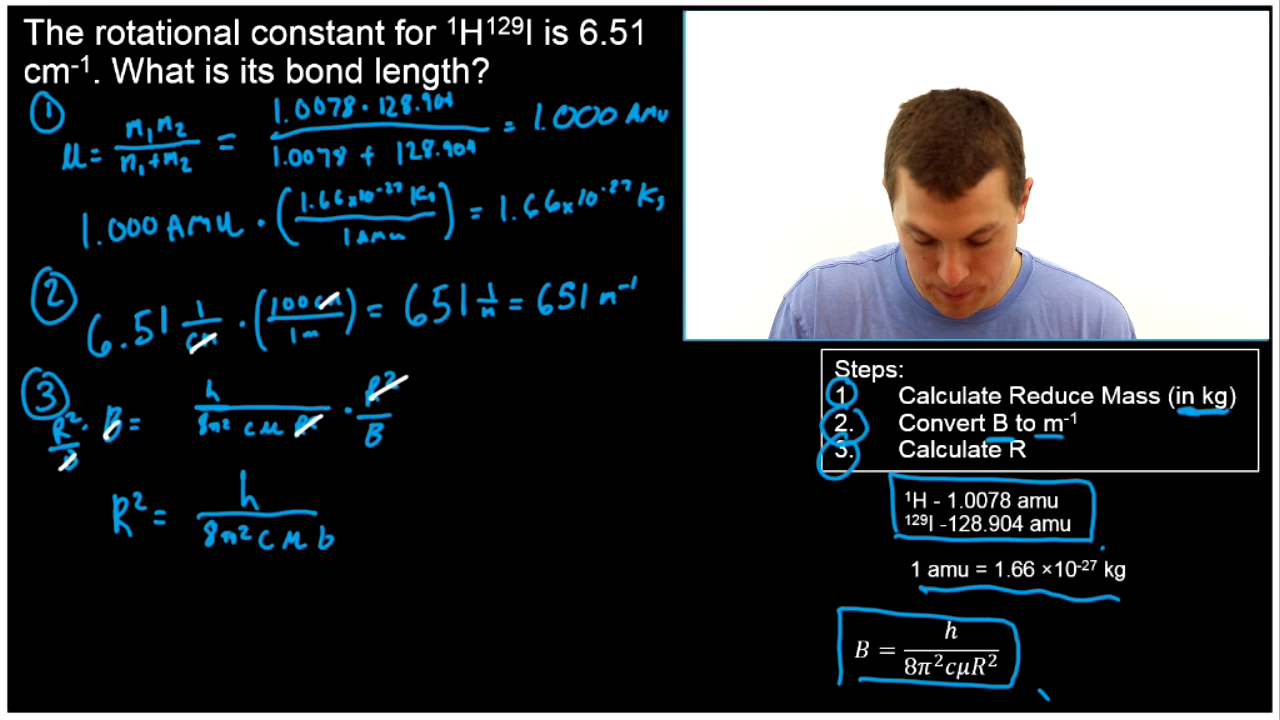 The rotational constant for ¹H¹²⁹I is 6.51
cm⁻¹. What is its bond length?
① μ = m₁m₂ / m₁+m₂ = 1.0078 · 128.904 / 1.0078 + 128.904 = 1.000 AMU
1.000 AMU · (1.66x10⁻²⁷ Kg / 1 AMU) = 1.66x10⁻²⁷ Kg
② 6.51 1/cm · (100cm / 1m) = 651 1/m = 651 m⁻¹
③ R²/B · B = h / 8π² c μ R² · R²/B
R² = h / 8π² c μ b
Steps:
1 Calculate Reduce Mass (in kg)
2. Convert B to m⁻¹
3. Calculate R
¹H - 1.0078 amu
¹²⁹I -128.904 amu
1 amu = 1.66 ×10⁻²⁷ kg
B = h / 8π²cμR²